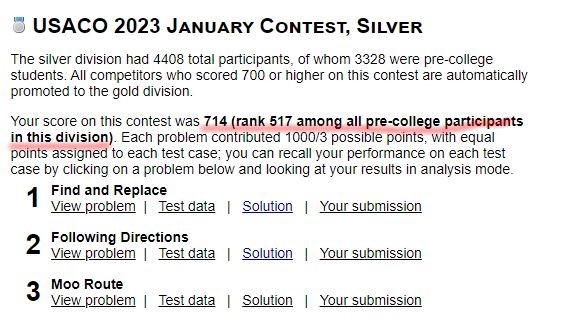 USACO 2023 January Contest, Silver
The silver division had 4408 total participants, of whom 3328 were pre-college
students. All competitors who scored 700 or higher on this contest are automatically
promoted to the gold division.
Your score on this contest was 714 (rank 517 among all pre-college participants
in this division). Each problem contributed 1000/3 possible points, with equal
points assigned to each test case; you can recall your performance on each test
case by clicking on a problem below and looking at your results in analysis mode.
1 Find and Replace
View problem | Test data | Solution | Your submission
2 Following Directions
View problem | Test data | Solution | Your submission
3 Moo Route
View problem | Test data | Solution | Your submission